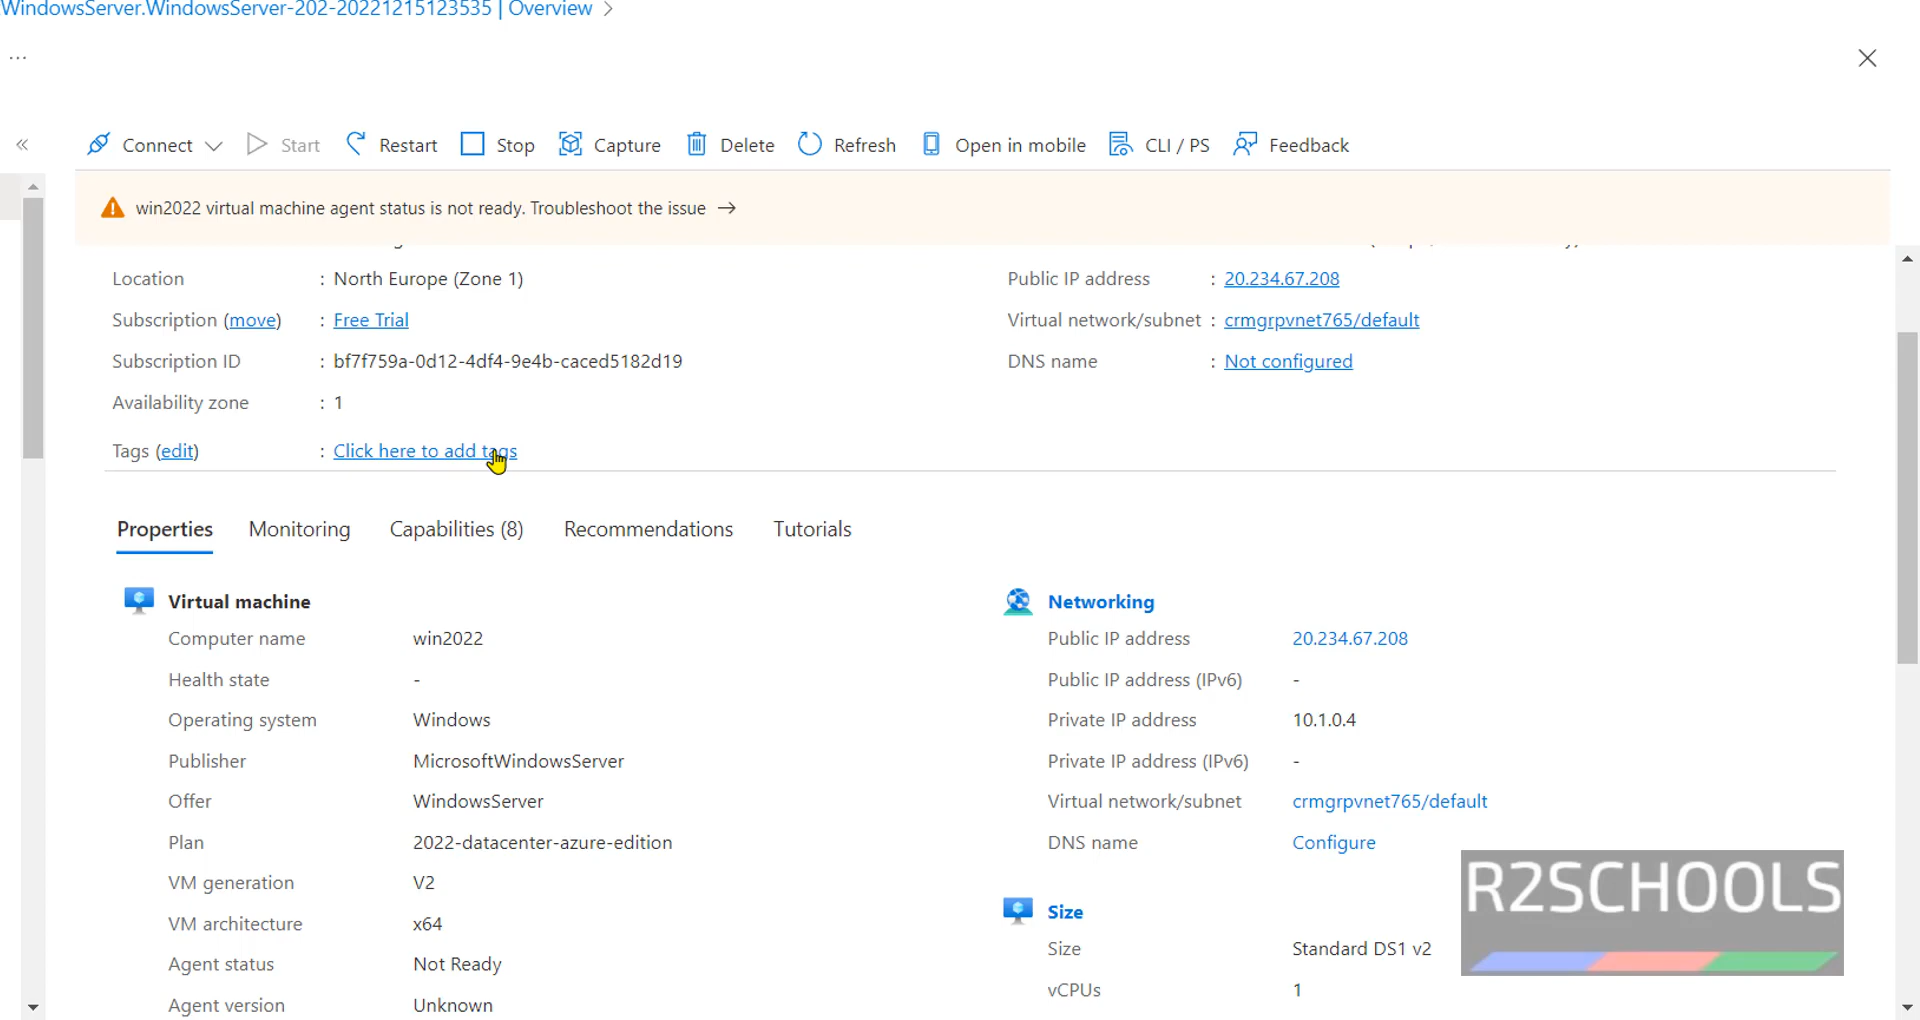 WindowsServer.WindowsServer-202-20221215123535 | Overview >
...
« Connect Start Restart Stop Capture Delete Refresh Open in mobile CLI / PS Feedback
win2022 virtual machine agent status is not ready. Troubleshoot the issue →
Location : North Europe (Zone 1)
Subscription (move) : Free Trial
Subscription ID : bf7f759a-0d12-4df4-9e4b-caced5182d19
Availability zone : 1
Tags (edit) : Click here to add tags
Public IP address : 20.234.67.208
Virtual network/subnet : crmgrpvnet765/default
DNS name : Not configured
Properties Monitoring Capabilities (8) Recommendations Tutorials
Virtual machine
Computer name win2022
Health state -
Operating system Windows
Publisher MicrosoftWindowsServer
Offer WindowsServer
Plan 2022-datacenter-azure-edition
VM generation V2
VM architecture x64
Agent status Not Ready
Agent version Unknown
Networking
Public IP address 20.234.67.208
Public IP address (IPv6) -
Private IP address 10.1.0.4
Private IP address (IPv6) -
Virtual network/subnet crmgrpvnet765/default
DNS name Configure
Size
Size Standard DS1 v2
vCPUs 1
R2SCHOOLS